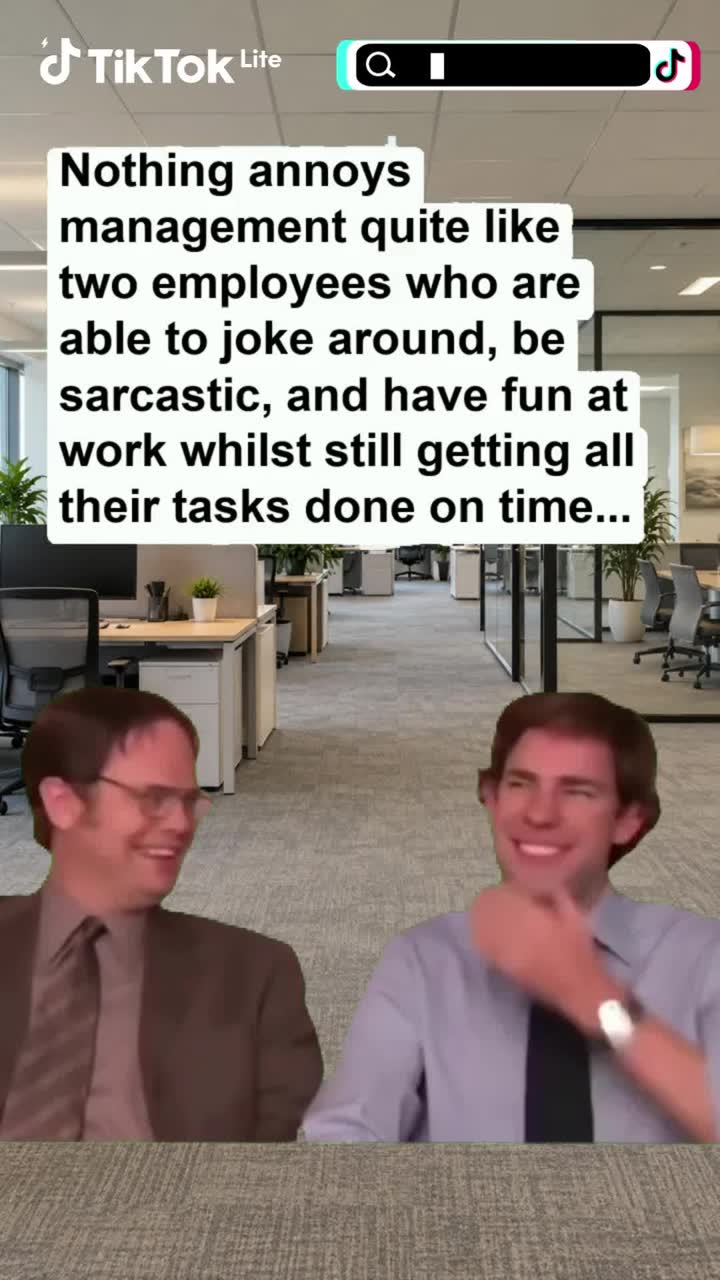 TikTok Lite
Nothing annoys
management quite like
two employees who are
able to joke around, be
sarcastic, and have fun at
work whilst still getting all
their tasks done on time...